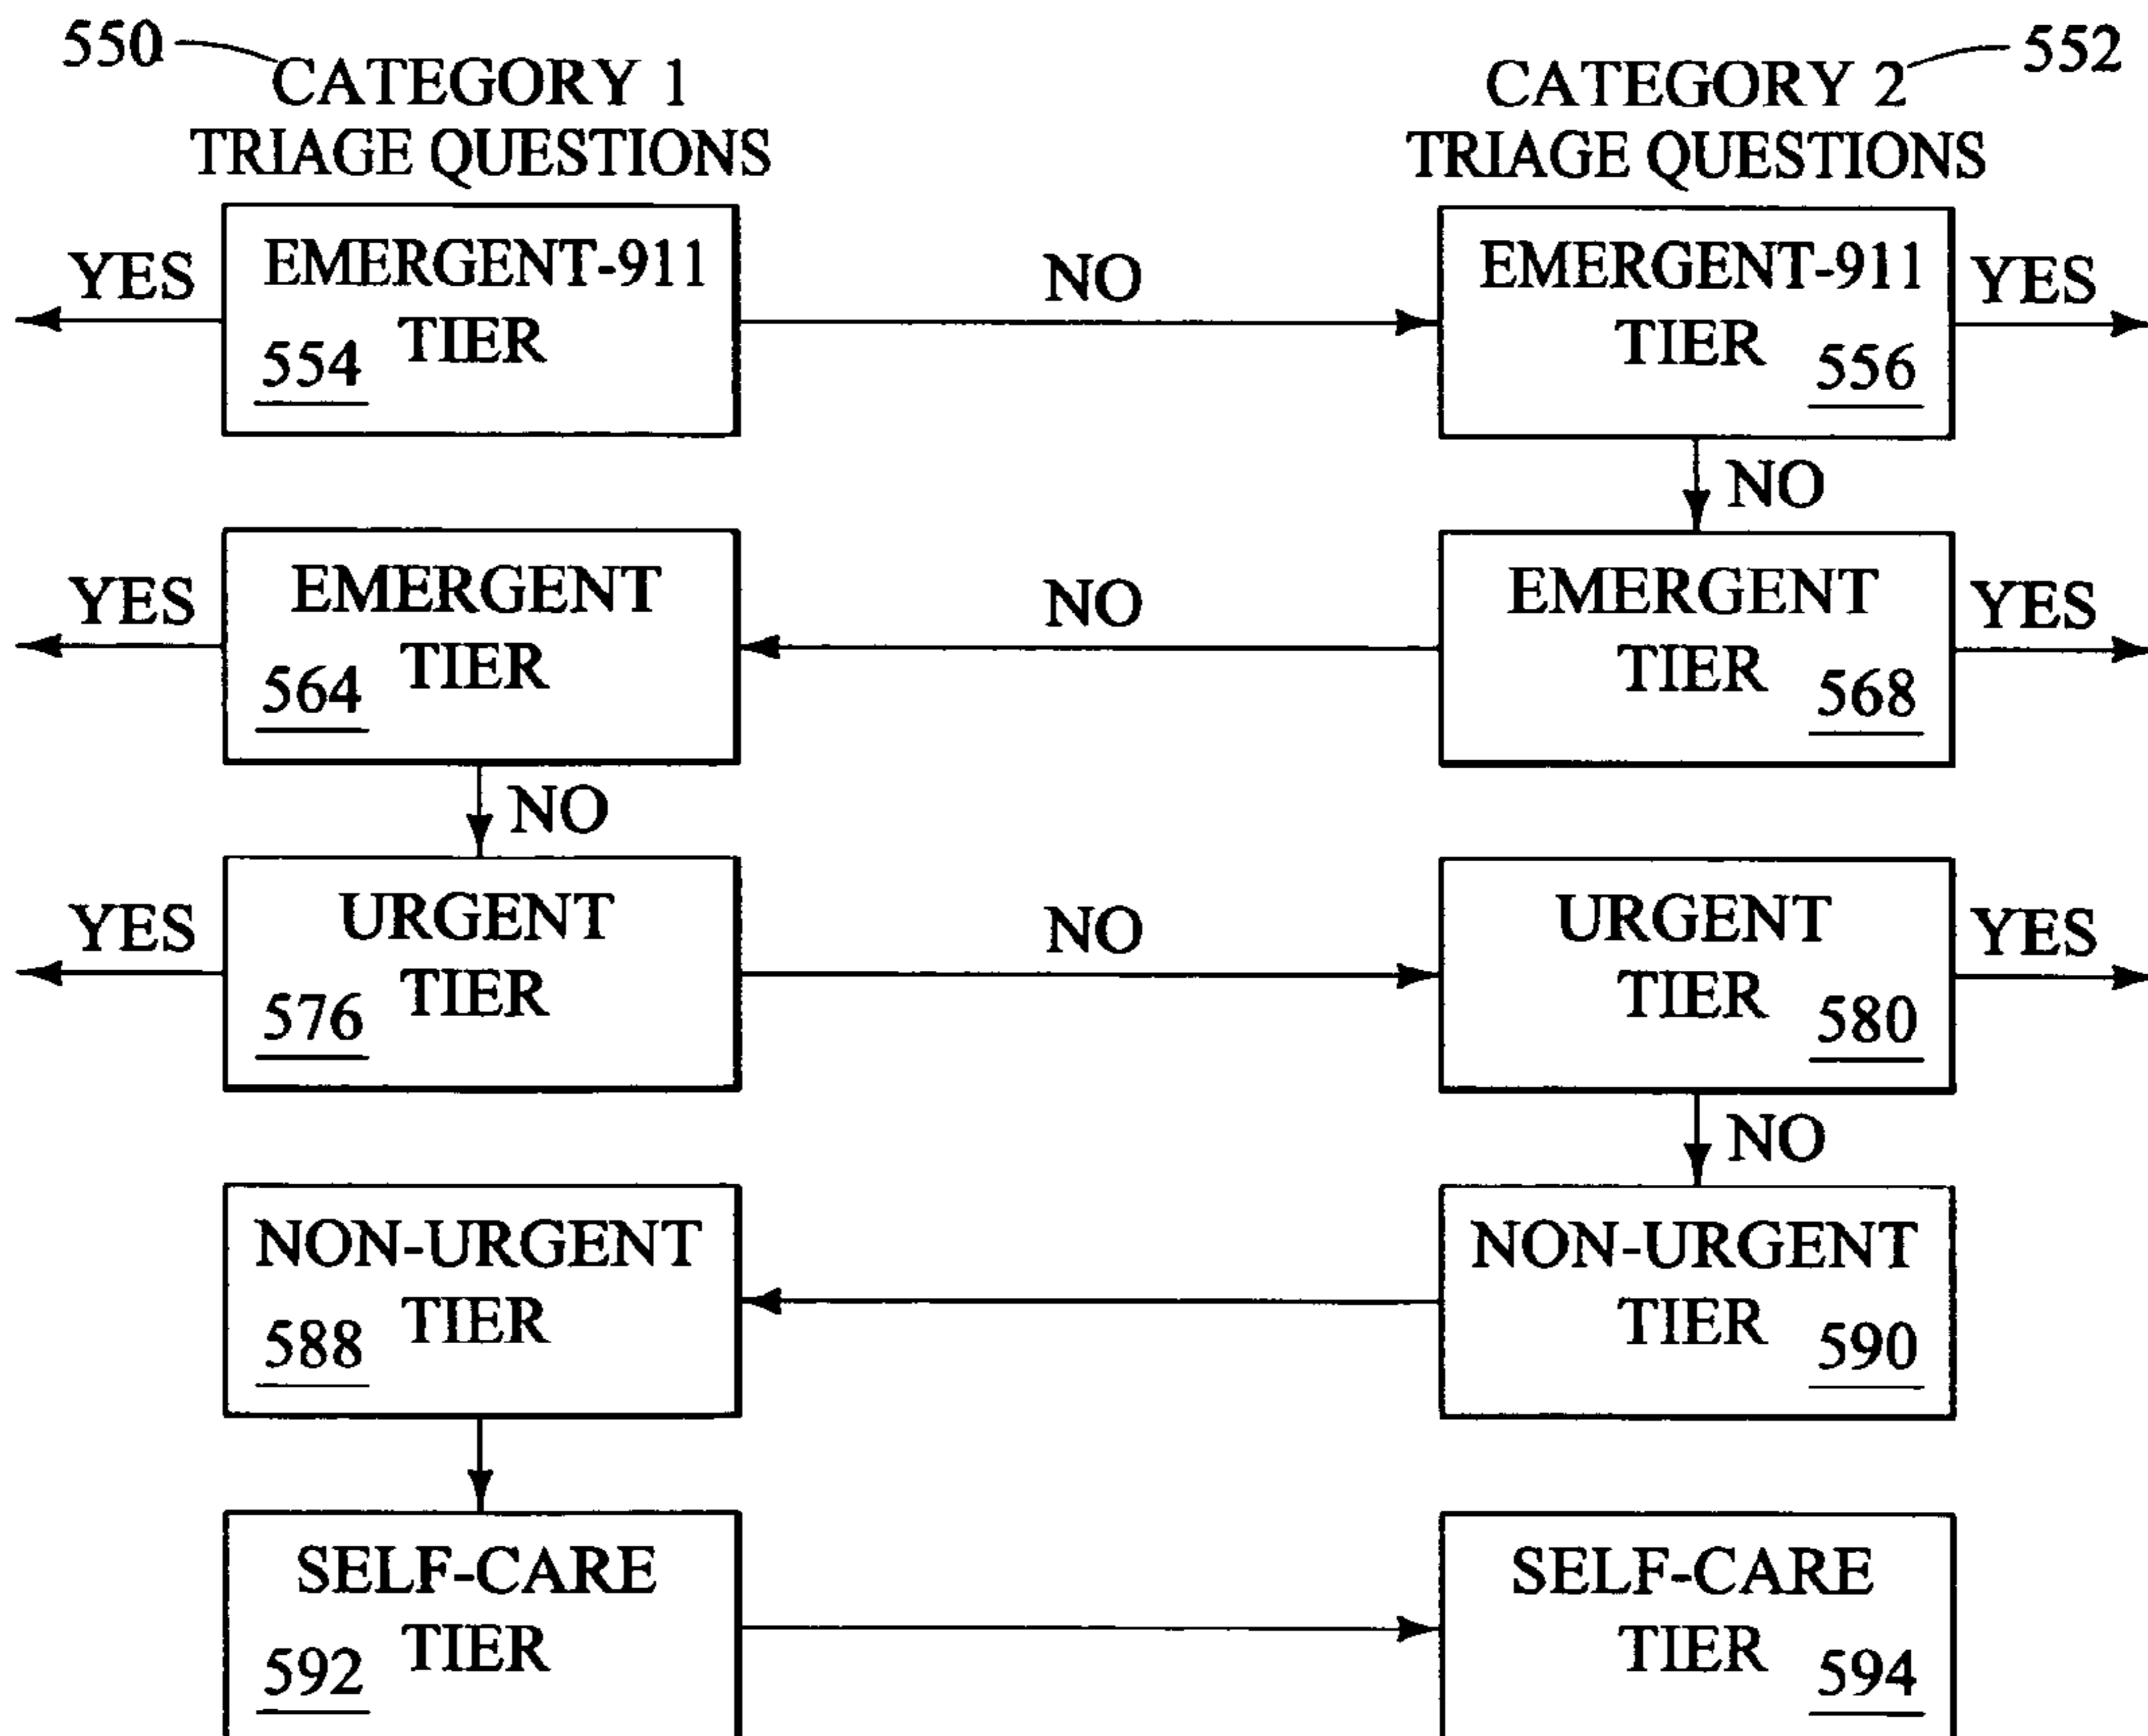 550
CATEGORY 1
TRIAGE QUESTIONS
CATEGORY 2
TRIAGE QUESTIONS
552
YES
EMERGENT-911
TIER
554
NO
EMERGENT-911
TIER
556
YES
NO
YES
EMERGENT
TIER
564
NO
EMERGENT
TIER
568
YES
NO
YES
URGENT
TIER
576
NO
URGENT
TIER
580
YES
NO
NON-URGENT
TIER
588
NON-URGENT
TIER
590
SELF-CARE
TIER
592
SELF-CARE
TIER
594